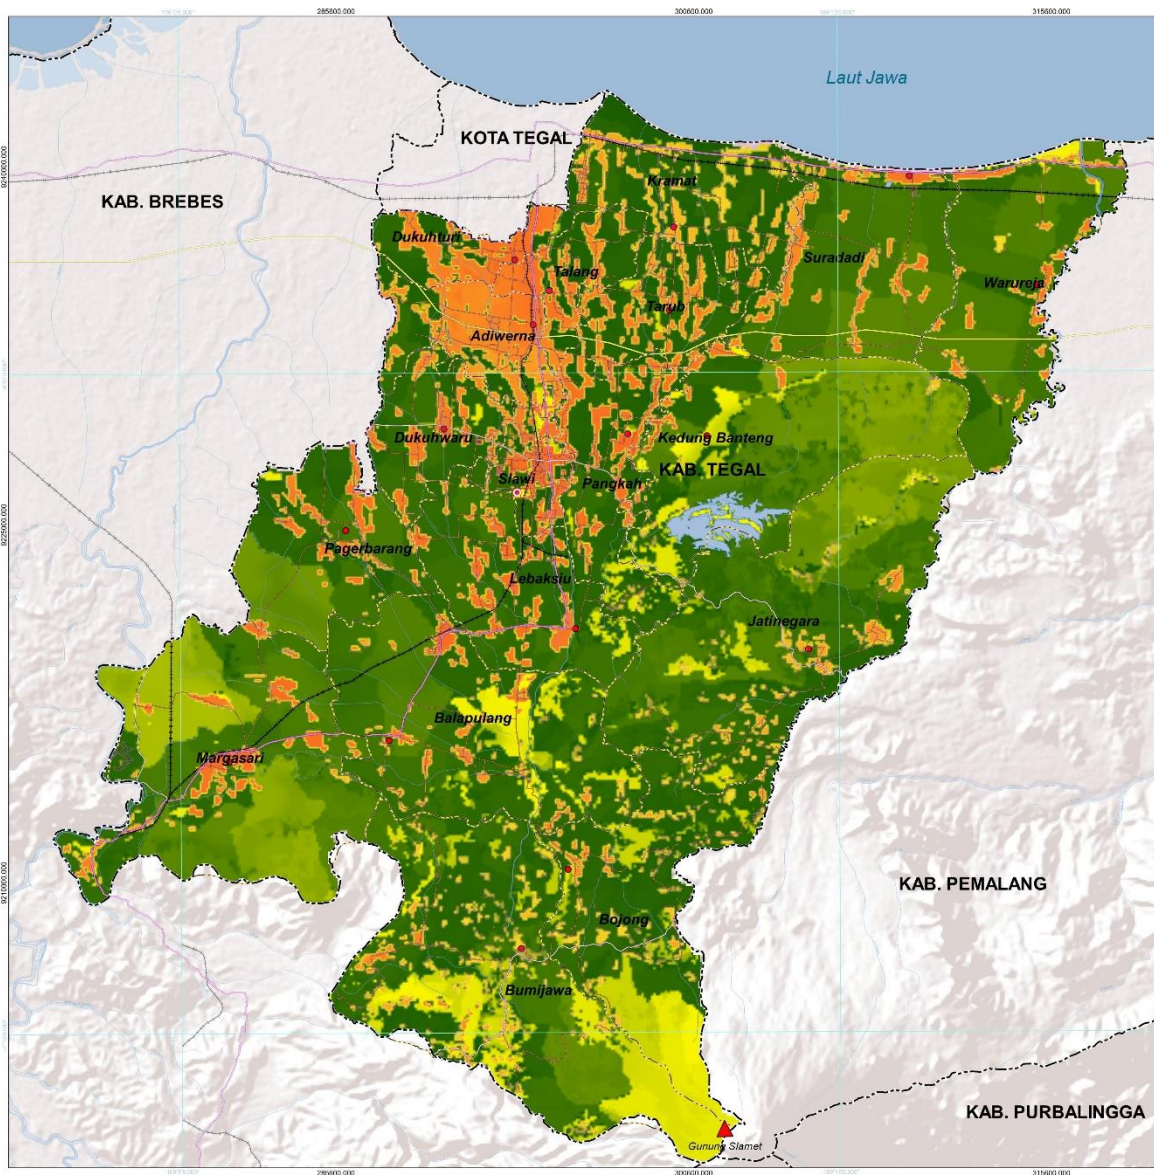 285600.000
300600.000
315600.000
Laut Jawa
KOTA TEGAL
9240000.000
Kramat
KAB. BREBES
Dukuhturi
Talang
Suradadi
Warureja
Tarub
Adiwerna
Dukuhwaru
Kedung Banteng
KAB. TEGAL
Slawi
Pangkah
9225000.000
Pagerbarang
Lebaksiu
Jatinegara
Balapulang
Margasari
9210000.000
KAB. PEMALANG
Bojong
Bumijawa
KAB. PURBALINGGA
Gunung Slamet
285600.000
300600.000
315600.000